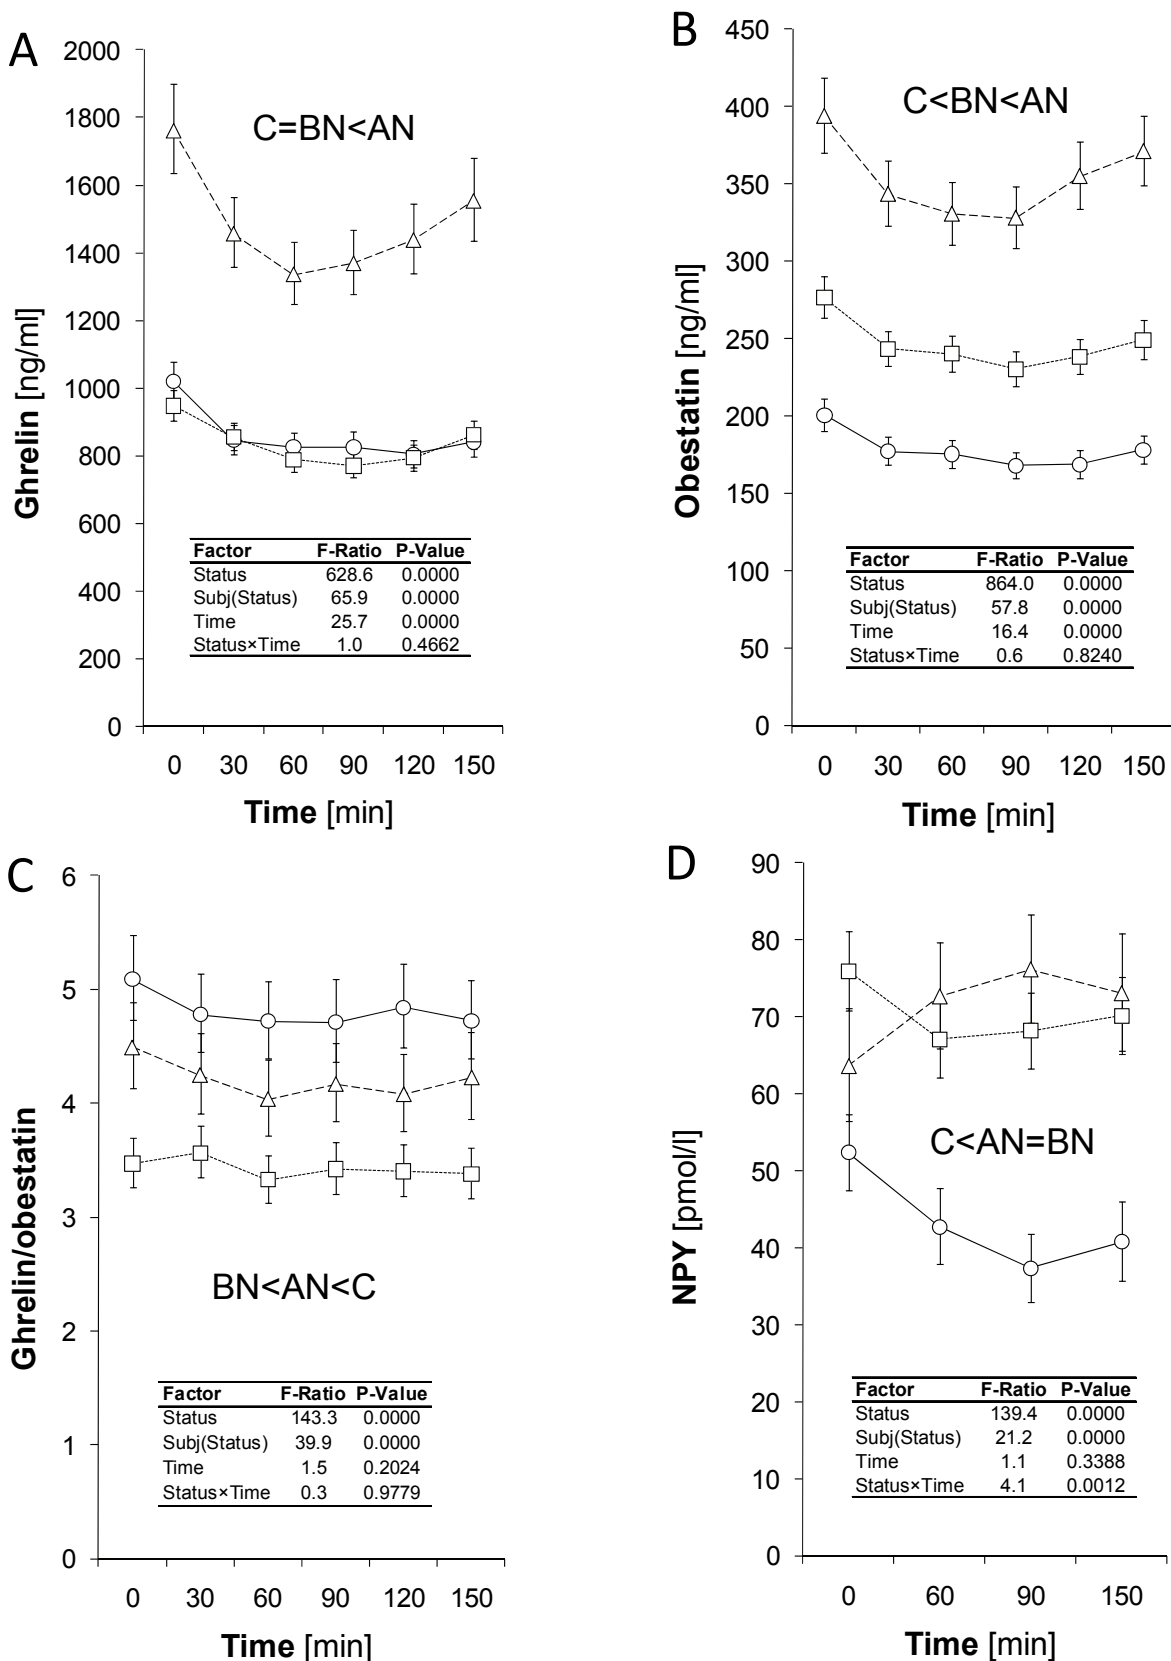 A
2000
1800
1600
1400
1200
1000
800
600
400
200
0
Ghrelin [ng/ml]
C=BN<AN
Factor F-Ratio P-Value
Status 628.6 0.0000
Subj(Status) 65.9 0.0000
Time 25.7 0.0000
Status×Time 1.0 0.4662
0 30 60 90 120 150
Time [min]
B
450
400
350
300
250
200
150
100
50
0
Obestatin [ng/ml]
C<BN<AN
Factor F-Ratio P-Value
Status 864.0 0.0000
Subj(Status) 57.8 0.0000
Time 16.4 0.0000
Status×Time 0.6 0.8240
0 30 60 90 120 150
Time [min]
C
6
5
4
3
2
1
0
Ghrelin/obestatin
BN<AN<C
Factor F-Ratio P-Value
Status 143.3 0.0000
Subj(Status) 39.9 0.0000
Time 1.5 0.2024
Status×Time 0.3 0.9779
0 30 60 90 120 150
Time [min]
D
90
80
70
60
50
40
30
20
10
0
NPY [pmol/l]
C<AN=BN
Factor F-Ratio P-Value
Status 139.4 0.0000
Subj(Status) 21.2 0.0000
Time 1.1 0.3388
Status×Time 4.1 0.0012
0 60 90 150
Time [min]